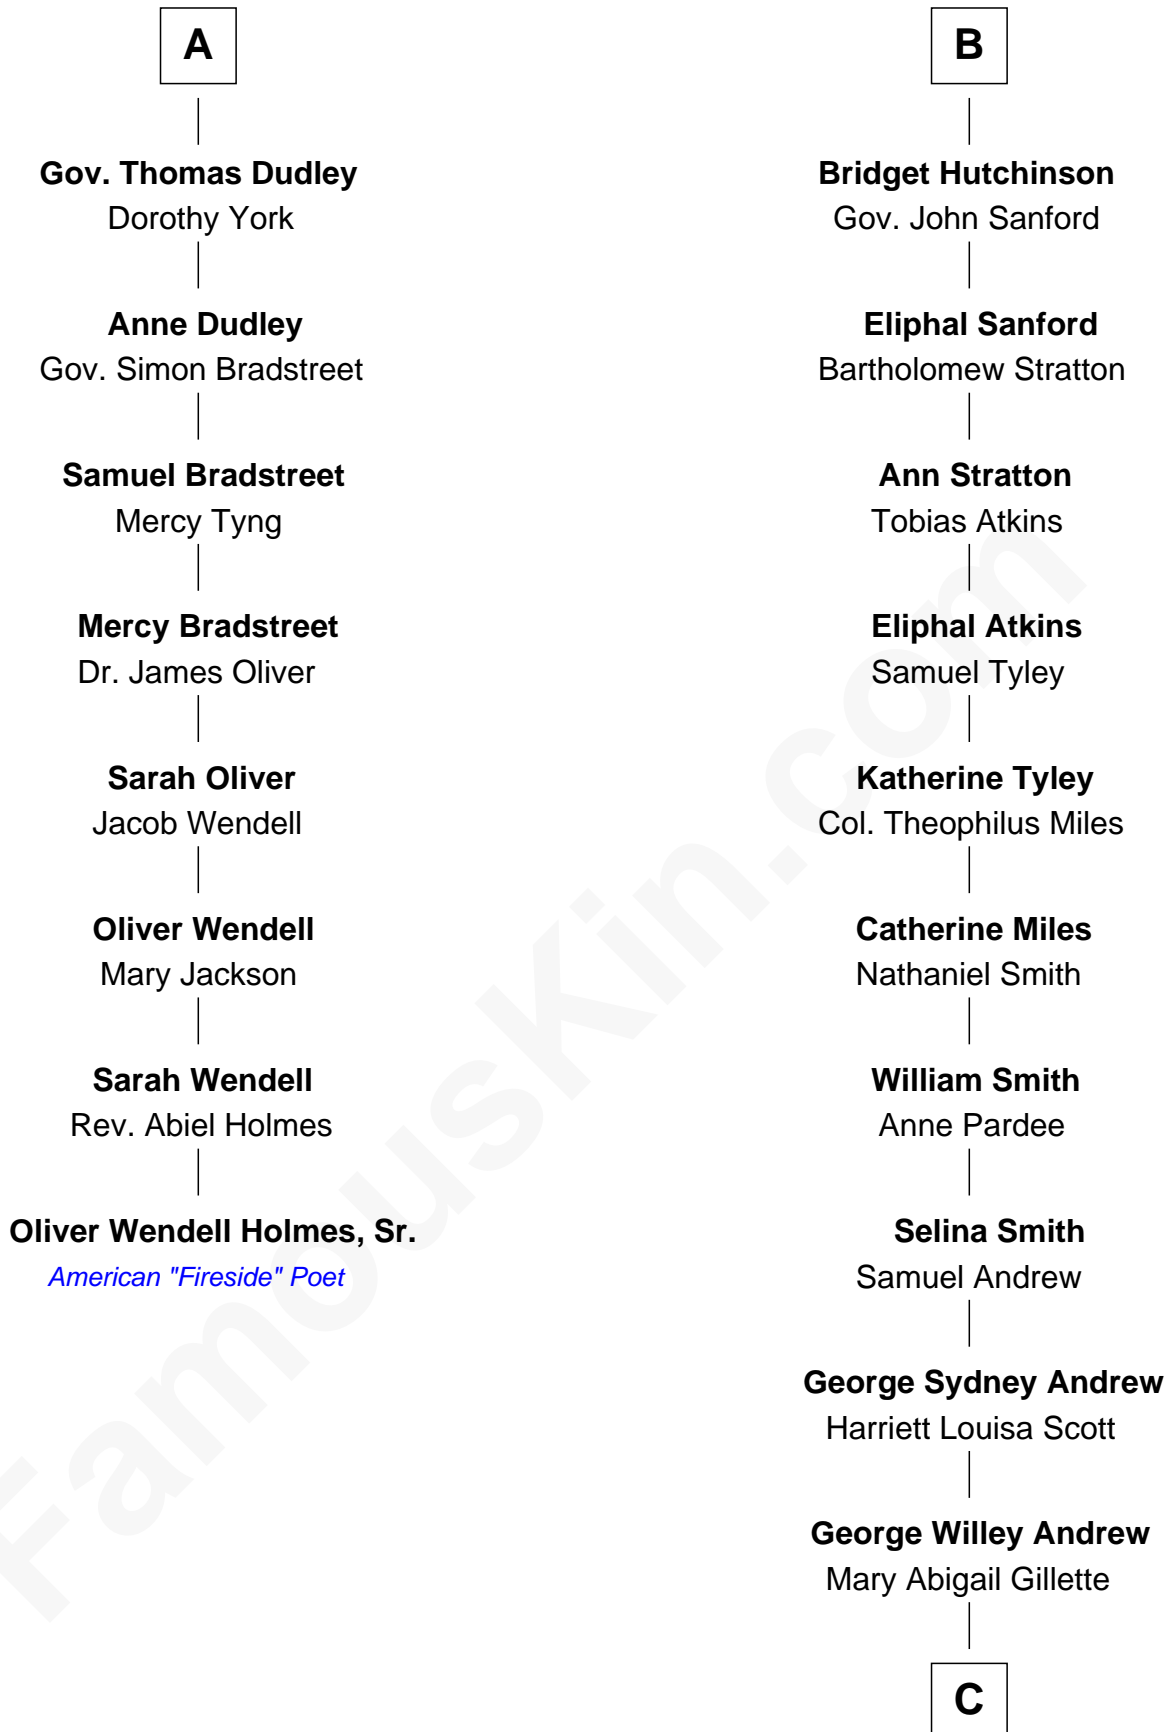 A
Gov. Thomas Dudley
Dorothy York
Anne Dudley
Gov. Simon Bradstreet
Samuel Bradstreet
Mercy Tyng
Mercy Bradstreet
Dr. James Oliver
Sarah Oliver
Jacob Wendell
Oliver Wendell
Mary Jackson
Sarah Wendell
Rev. Abiel Holmes
Oliver Wendell Holmes, Sr.
American "Fireside" Poet
B
Bridget Hutchinson
Gov. John Sanford
Eliphal Sanford
Bartholomew Stratton
Ann Stratton
Tobias Atkins
Eliphal Atkins
Samuel Tyley
Katherine Tyley
Col. Theophilus Miles
Catherine Miles
Nathaniel Smith
William Smith
Anne Pardee
Selina Smith
Samuel Andrew
George Sydney Andrew
Harriett Louisa Scott
George Willey Andrew
Mary Abigail Gillette
C
FamousKin.com